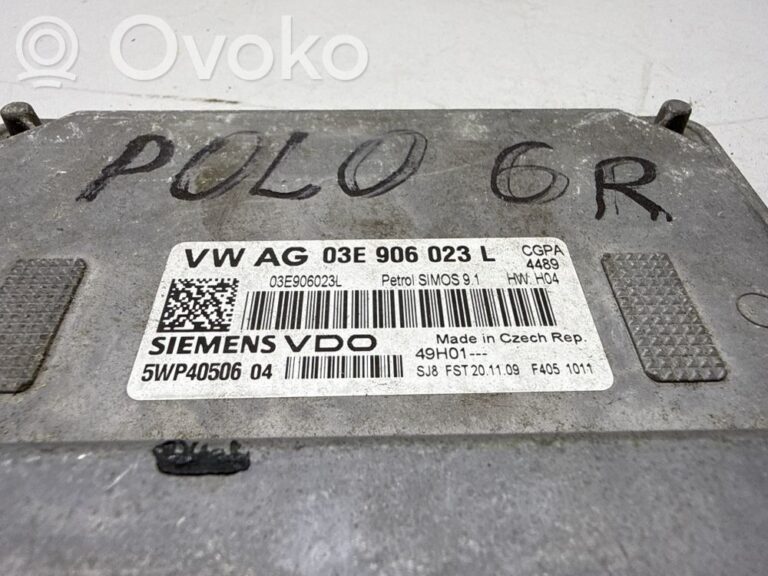 Ovoko
POLO 6R
VW AG 03E 906 023 L CGPA
4489
03E906023L Petrol SIMOS 9.1 HW: H04
SIEMENS VDO Made in Czech Rep.
49H01---
5WP40506 04 SJ8 FST 20.11.09 F405 1011